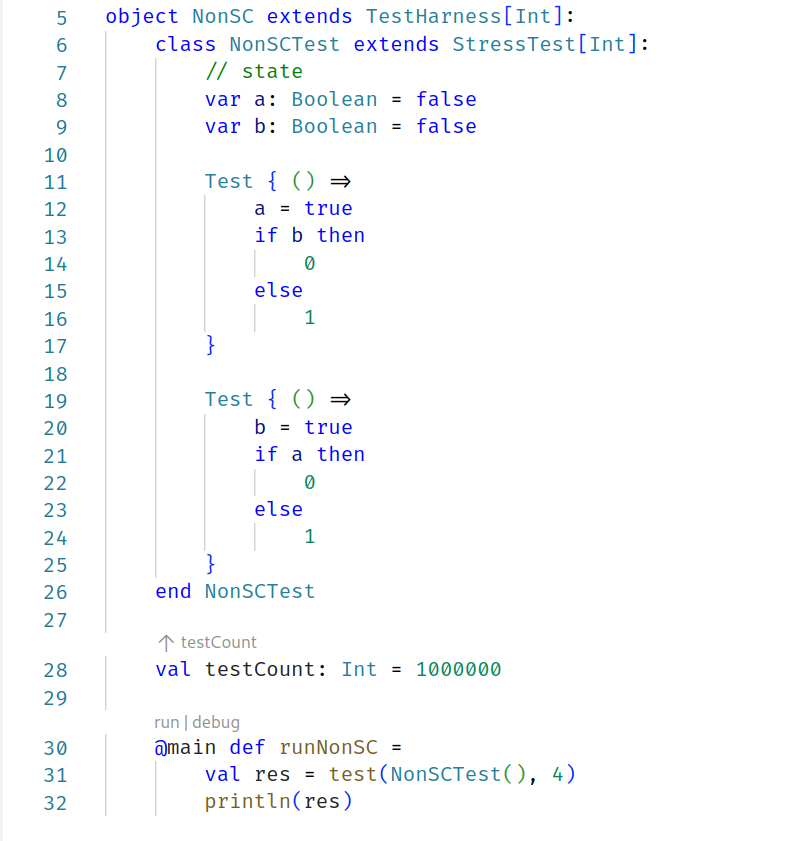 5 object NonSC extends TestHarness[Int]:
6 class NonSCTest extends StressTest[Int]:
7 // state
8 var a: Boolean = false
9 var b: Boolean = false
10
11 Test { () =>
12 a = true
13 if b then
14 0
15 else
16 1
17 }
18
19 Test { () =>
20 b = true
21 if a then
22 0
23 else
24 1
25 }
26 end NonSCTest
27
↑ testCount
28 val testCount: Int = 1000000
29
run | debug
30 @main def runNonSC =
31 val res = test(NonSCTest(), 4)
32 println(res)